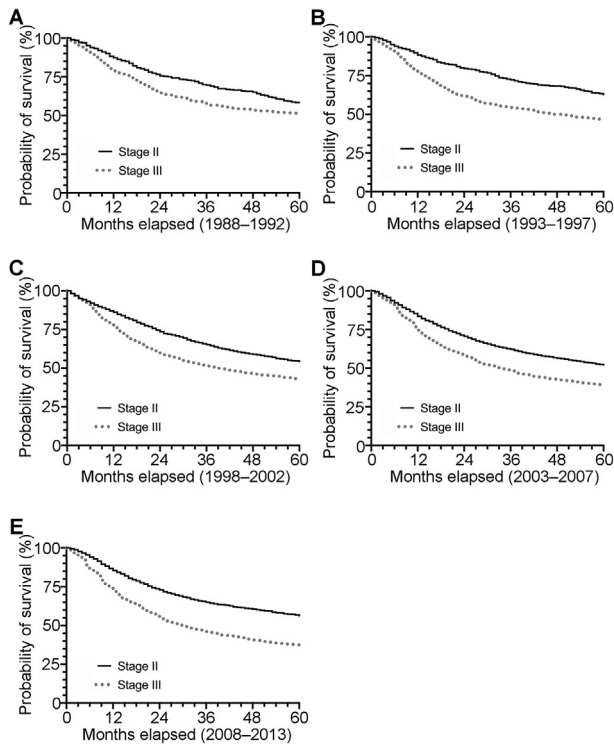 A
Probability of survival (%)
100
75
50
25
0
Stage II
Stage III
0 12 24 36 48 60
Months elapsed (1988–1992)
B
Probability of survival (%)
100
75
50
25
0
Stage II
Stage III
0 12 24 36 48 60
Months elapsed (1993–1997)
C
Probability of survival (%)
100
75
50
25
0
Stage II
Stage III
0 12 24 36 48 60
Months elapsed (1998–2002)
D
Probability of survival (%)
100
75
50
25
0
Stage II
Stage III
0 12 24 36 48 60
Months elapsed (2003–2007)
E
Probability of survival (%)
100
75
50
25
0
Stage II
Stage III
0 12 24 36 48 60
Months elapsed (2008–2013)